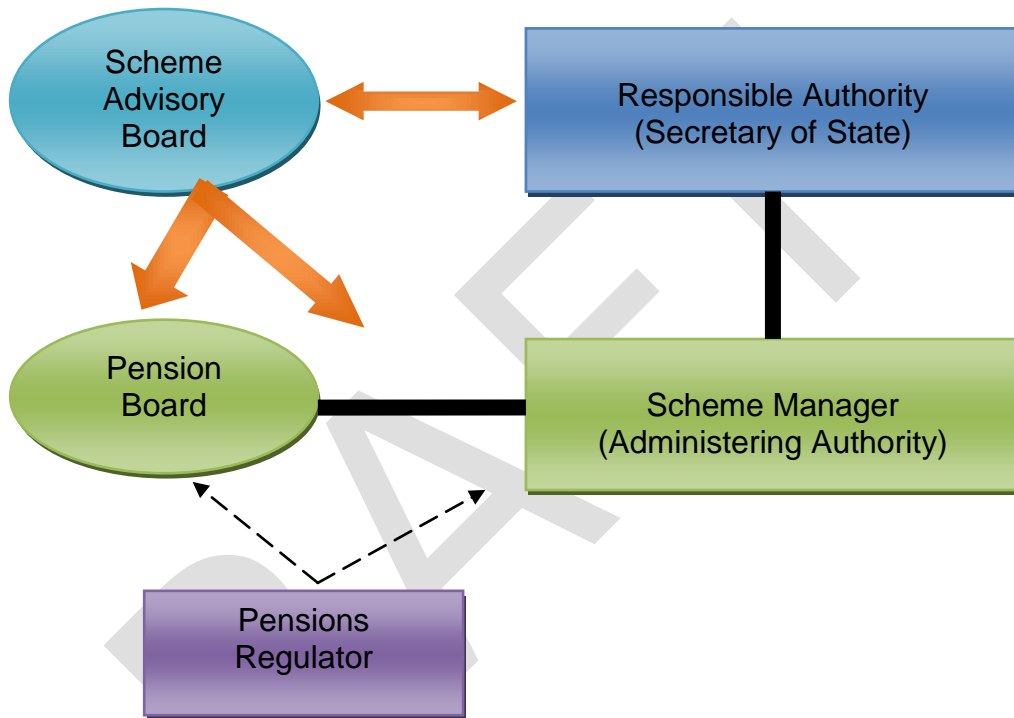 Scheme
Advisory
Board
Responsible Authority
(Secretary of State)
Pension
Board
Scheme Manager
(Administering Authority)
Pensions
Regulator
DRAFT